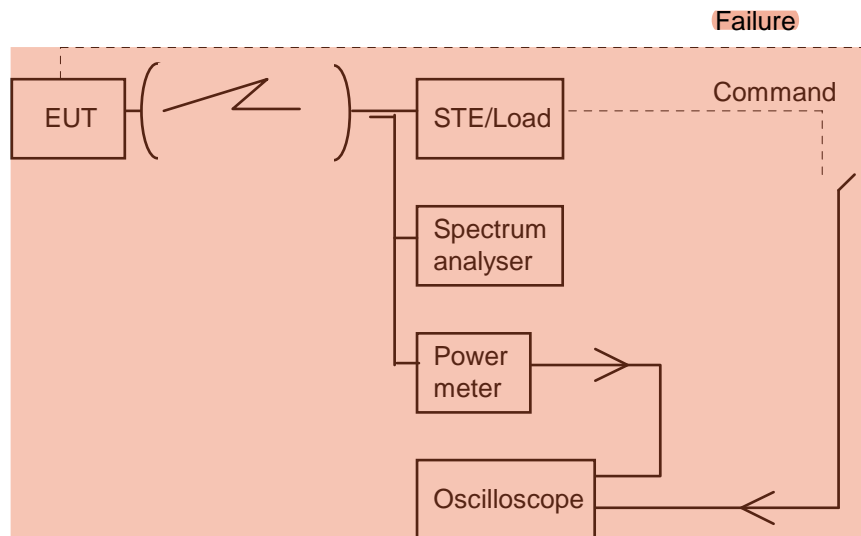 Failure
EUT
STE/Load
Command
Spectrum
analyser
Power
meter
Oscilloscope